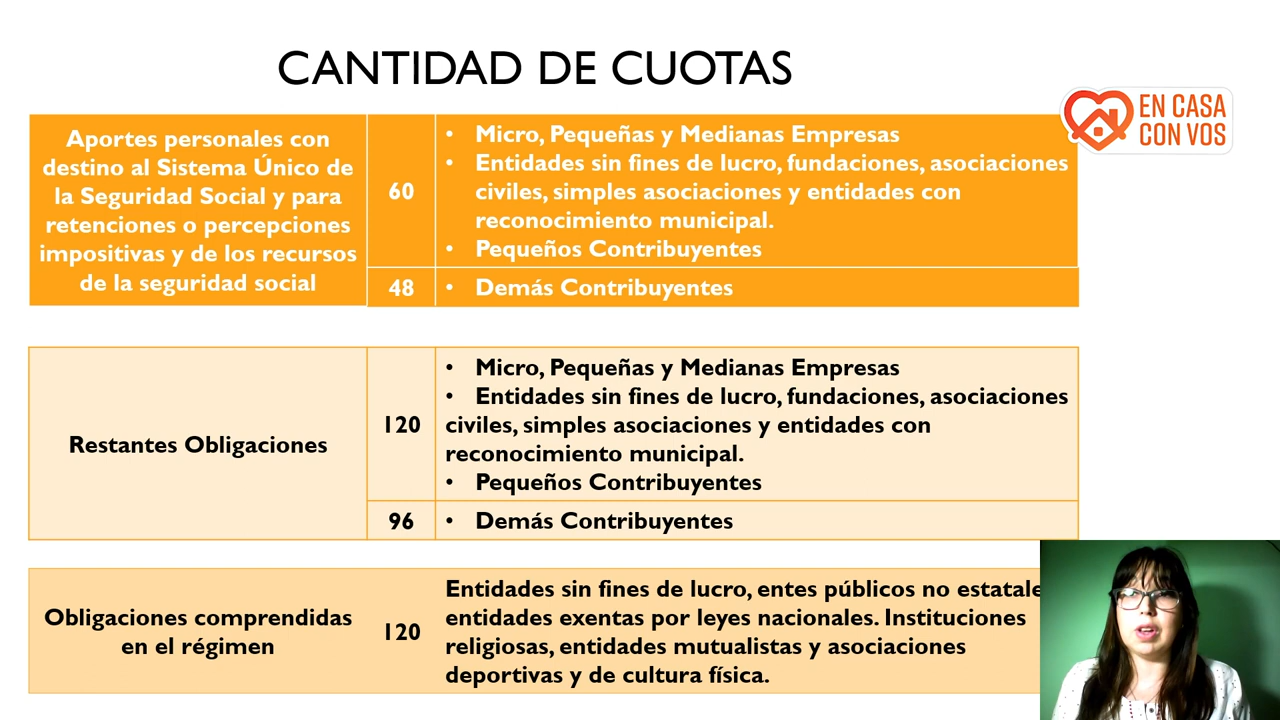 CANTIDAD DE CUOTAS
EN CASA
CON VOS
Aportes personales con
destino al Sistema Único de
la Seguridad Social y para
retenciones o percepciones
impositivas y de los recursos
de la seguridad social
60
• Micro, Pequeñas y Medianas Empresas
• Entidades sin fines de lucro, fundaciones, asociaciones
civiles, simples asociaciones y entidades con
reconocimiento municipal.
• Pequeños Contribuyentes
48
• Demás Contribuyentes
Restantes Obligaciones
120
• Micro, Pequeñas y Medianas Empresas
• Entidades sin fines de lucro, fundaciones, asociaciones
civiles, simples asociaciones y entidades con
reconocimiento municipal.
• Pequeños Contribuyentes
96
• Demás Contribuyentes
Obligaciones comprendidas
en el régimen
120
Entidades sin fines de lucro, entes públicos no estatale
entidades exentas por leyes nacionales. Instituciones
religiosas, entidades mutualistas y asociaciones
deportivas y de cultura física.